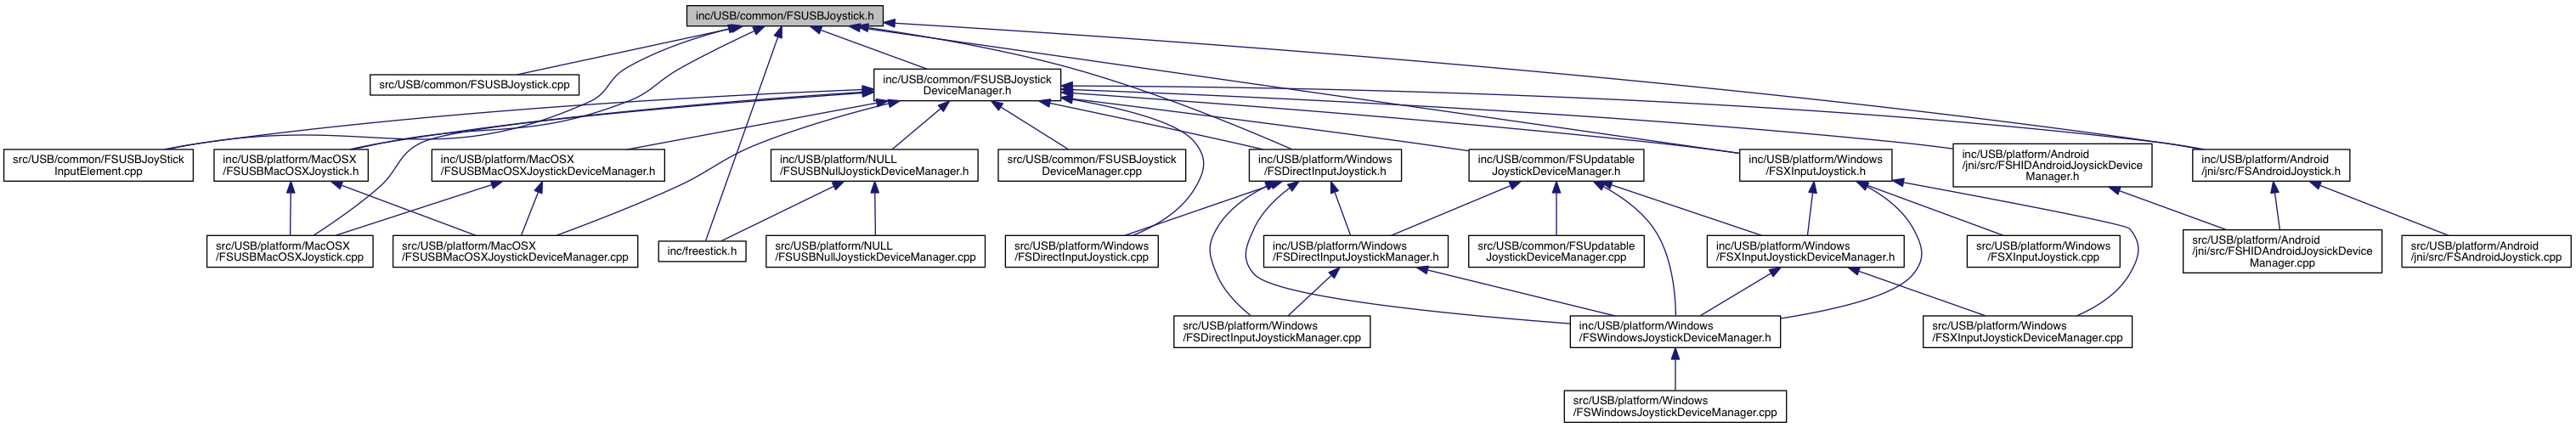 inc/USB/common/FSUSBJoystick.h
src/USB/common/FSUSBJoystick.cpp
inc/USB/common/FSUSBJoystick
DeviceManager.h
src/USB/common/FSUSBJoyStick
InputElement.cpp
inc/USB/platform/MacOSX
/FSUSBMacOSXJoystick.h
inc/USB/platform/MacOSX
/FSUSBMacOSXJoystickDeviceManager.h
inc/USB/platform/NULL
/FSUSBNullJoystickDeviceManager.h
src/USB/common/FSUSBJoystick
DeviceManager.cpp
inc/USB/platform/Windows
/FSDirectInputJoystick.h
inc/USB/common/FSUpdatable
JoystickDeviceManager.h
inc/USB/platform/Windows
/FSXInputJoystick.h
inc/USB/platform/Android
/jni/src/FSHIDAndroidJoysickDevice
Manager.h
inc/USB/platform/Android
/jni/src/FSAndroidJoystick.h
src/USB/platform/MacOSX
/FSUSBMacOSXJoystick.cpp
src/USB/platform/MacOSX
/FSUSBMacOSXJoystickDeviceManager.cpp
inc/freestick.h
src/USB/platform/NULL
/FSUSBNullJoystickDeviceManager.cpp
src/USB/platform/Windows
/FSDirectInputJoystick.cpp
inc/USB/platform/Windows
/FSDirectInputJoystickManager.h
src/USB/common/FSUpdatable
JoystickDeviceManager.cpp
inc/USB/platform/Windows
/FSXInputJoystickDeviceManager.h
src/USB/platform/Windows
/FSXInputJoystick.cpp
src/USB/platform/Android
/jni/src/FSHIDAndroidJoysickDevice
Manager.cpp
src/USB/platform/Android
/jni/src/FSAndroidJoystick.cpp
src/USB/platform/Windows
/FSDirectInputJoystickManager.cpp
inc/USB/platform/Windows
/FSWindowsJoystickDeviceManager.h
src/USB/platform/Windows
/FSXInputJoystickDeviceManager.cpp
src/USB/platform/Windows
/FSWindowsJoystickDeviceManager.cpp